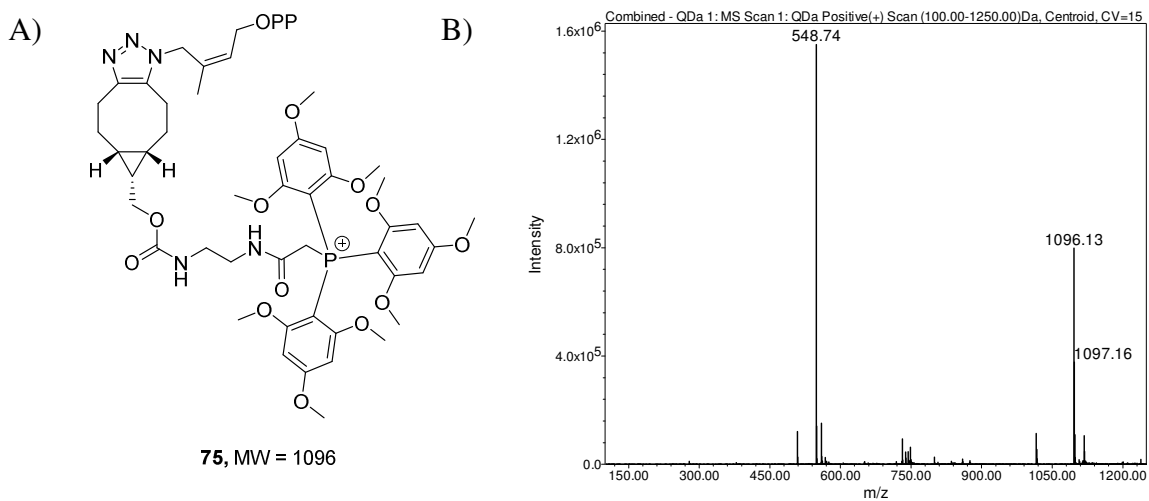 A)
OPP
N
N
N
H
H
O
O
N
H
H
N
O
P
+
O
O
O
O
O
O
O
O
O
75, MW = 1096
B)
Combined - QDa 1: MS Scan 1: QDa Positive(+) Scan (100.00-1250.00)Da, Centroid, CV=15
1.6x10⁶
548.74
1.2x10⁶
Intensity
8.0x10⁵
1096.13
1097.16
4.0x10⁵
0.0
150.00 300.00 450.00 600.00 750.00 900.00 1050.00 1200.00
m/z